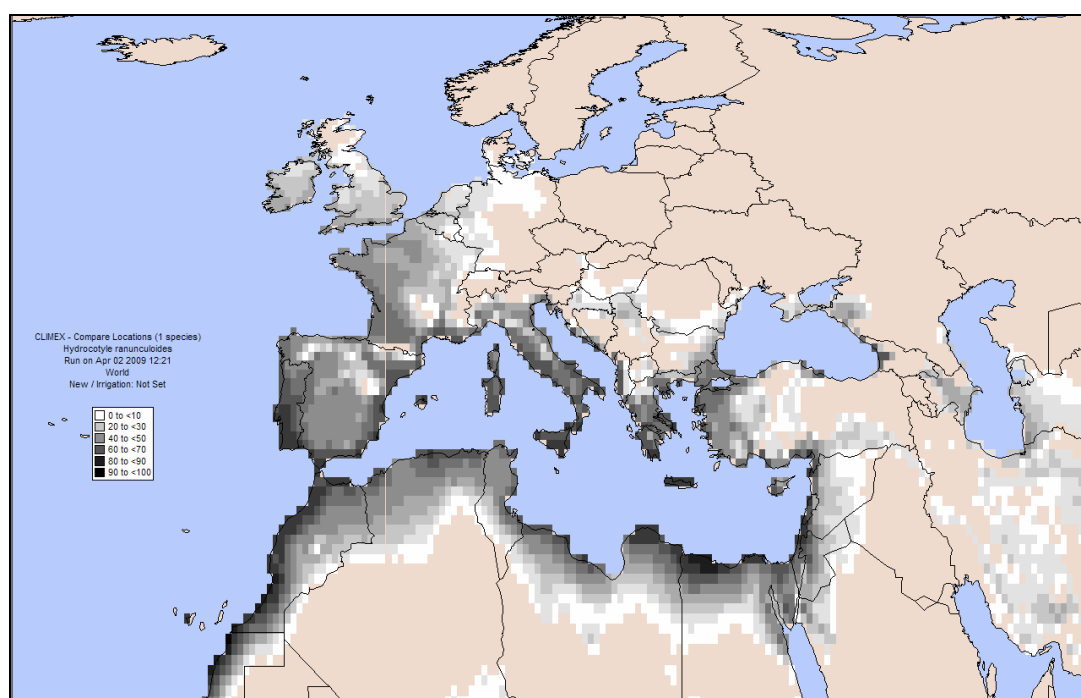 CLIMEX - Compare Locations (1 species)
Hydrocotyle ranunculoides
Run on Apr 02 2009 12:21
World
New / Irrigation: Not Set
0 to <10
20 to <30
40 to <50
60 to <70
80 to <90
90 to <100